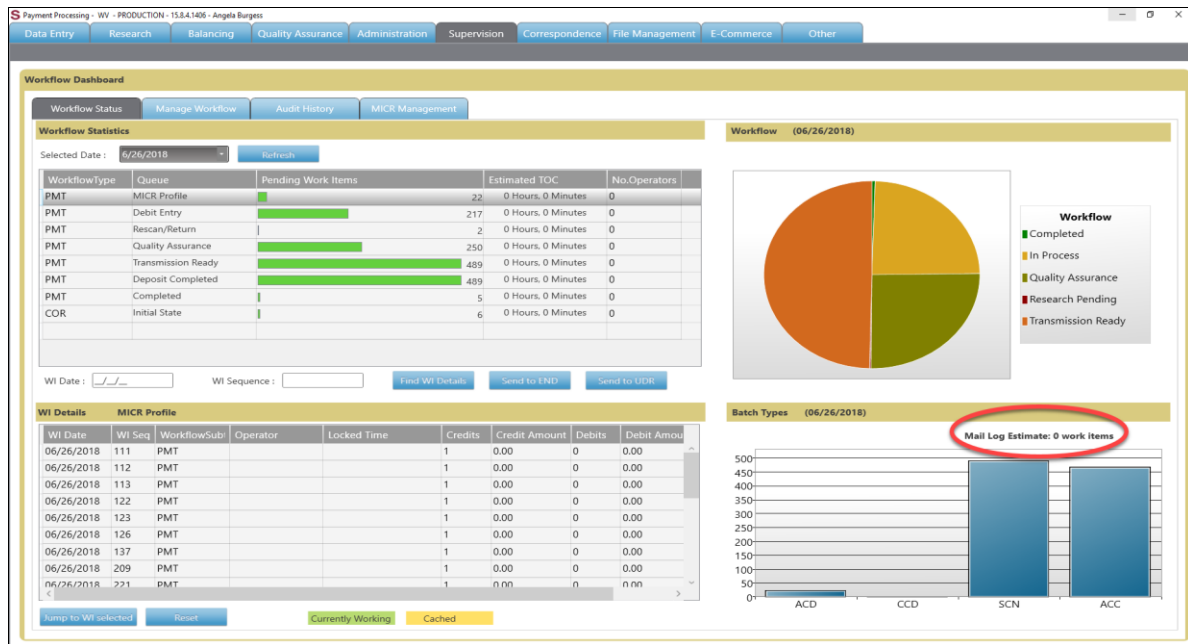 Payment Processing - WV - PRODUCTION - 15.8.4.1406 - Angela Burgess
Data Entry Research Balancing Quality Assurance Administration Supervision Correspondence File Management E-Commerce Other
Workflow Dashboard
Workflow Status Manage Workflow Audit History MICR Management
Workflow Statistics
Selected Date : 6/26/2018 Refresh
WorkflowType Queue Pending Work Items Estimated TOC No.Operators
PMT MICR Profile 22 0 Hours, 0 Minutes 0
PMT Debit Entry 217 0 Hours, 0 Minutes 0
PMT Rescan/Return 2 0 Hours, 0 Minutes 0
PMT Quality Assurance 250 0 Hours, 0 Minutes 0
PMT Transmission Ready 489 0 Hours, 0 Minutes 0
PMT Deposit Completed 489 0 Hours, 0 Minutes 0
PMT Completed 5 0 Hours, 0 Minutes 0
COR Initial State 6 0 Hours, 0 Minutes 0
WI Date : __/__/__ WI Sequence : Find WI Details Send to END Send to UDR
Workflow (06/26/2018)
Workflow
Completed
In Process
Quality Assurance
Research Pending
Transmission Ready
WI Details MICR Profile
WI Date WI Seq WorkflowSubt Operator Locked Time Credits Credit Amount Debits Debit Amou
06/26/2018 111 PMT 1 0.00 0 0.00
06/26/2018 112 PMT 1 0.00 0 0.00
06/26/2018 113 PMT 1 0.00 0 0.00
06/26/2018 122 PMT 1 0.00 0 0.00
06/26/2018 123 PMT 1 0.00 0 0.00
06/26/2018 126 PMT 1 0.00 0 0.00
06/26/2018 137 PMT 1 0.00 0 0.00
06/26/2018 209 PMT 1 0.00 0 0.00
06/26/2018 221 PMT 1 0.00 0 0.00
Jump to WI selected Reset Currently Working Cached
Batch Types (06/26/2018)
Mail Log Estimate: 0 work items
500
450
400
350
300
250
200
150
100
50
0
ACD CCD SCN ACC